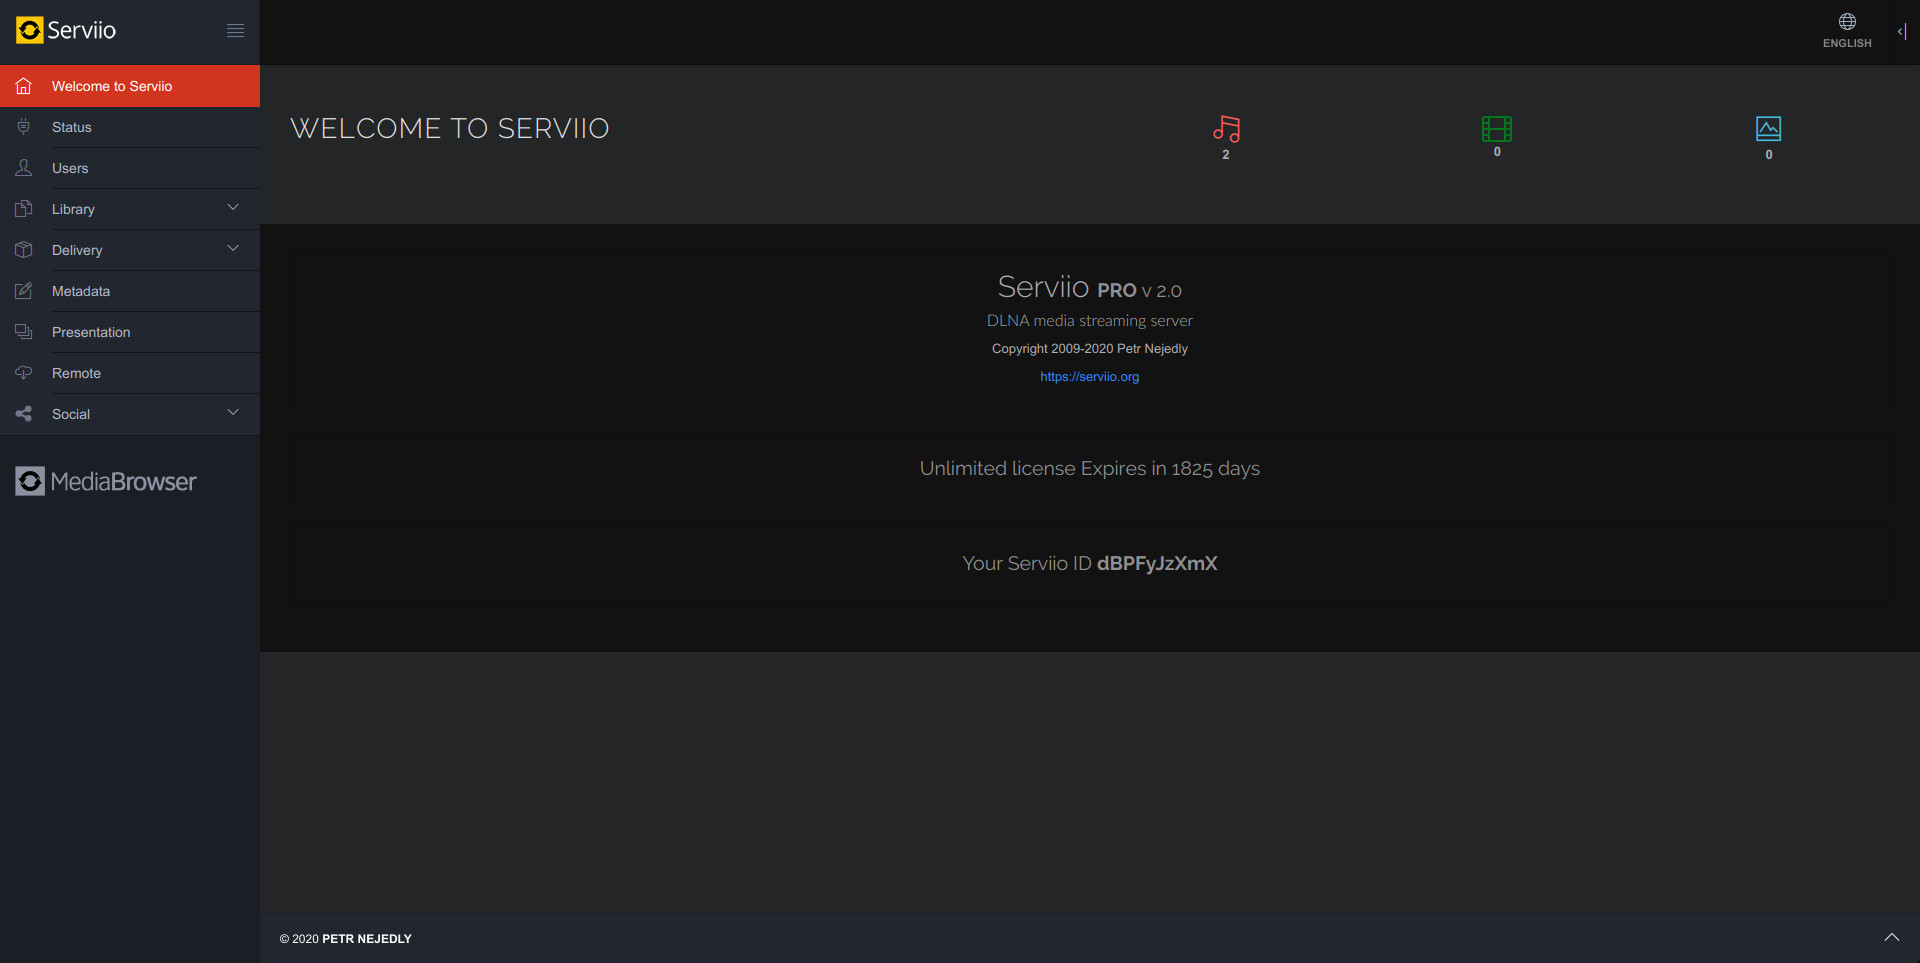 Serviio
ENGLISH
Welcome to Serviio
Status
Users
Library
Delivery
Metadata
Presentation
Remote
Social
MediaBrowser
WELCOME TO SERVIIO
2
0
0
Serviio PRO v 2.0
DLNA media streaming server
Copyright 2009-2020 Petr Nejedly
https://serviio.org
Unlimited license Expires in 1825 days
Your Serviio ID dBPFyJzXmX
© 2020 PETR NEJEDLY